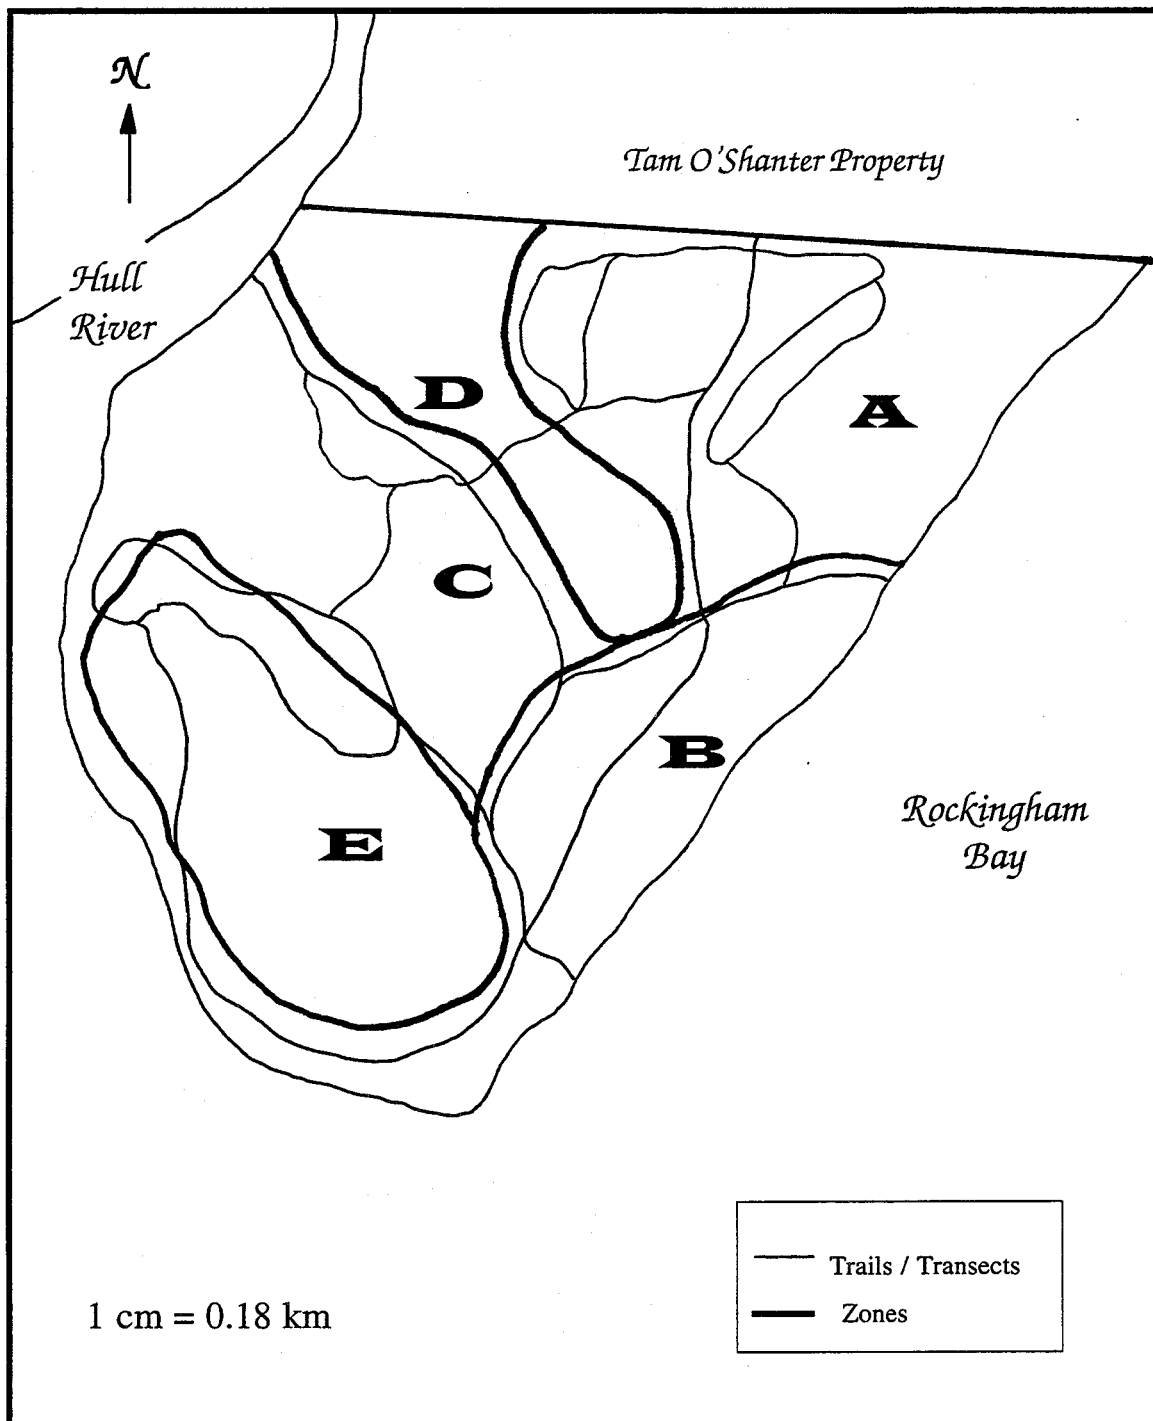 N
Tam O'Shanter Property
Hull
River
D
A
C
B
Rockingham
Bay
E
Trails / Transects
Zones
1 cm = 0.18 km